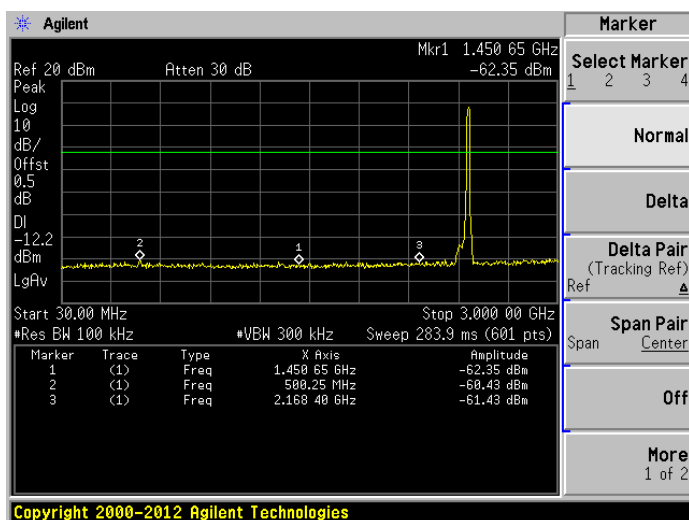 Agilent
Marker
Mkr1 1.450 65 GHz
Ref 20 dBm Atten 30 dB -62.35 dBm
Peak
Log
10
dB/
Offst
0.5
dB
DI
-12.2
dBm
LgAv
2
1
3
Start 30.00 MHz Stop 3.000 00 GHz
#Res BW 100 kHz #VBW 300 kHz Sweep 283.9 ms (601 pts)
Marker Trace Type X Axis Amplitude
1 (1) Freq 1.450 65 GHz -62.35 dBm
2 (1) Freq 500.25 MHz -60.43 dBm
3 (1) Freq 2.168 40 GHz -61.43 dBm
Select Marker
1 2 3 4
Normal
Delta
Delta Pair
(Tracking Ref)
Ref Δ
Span Pair
Span Center
Off
More
1 of 2
Copyright 2000-2012 Agilent Technologies